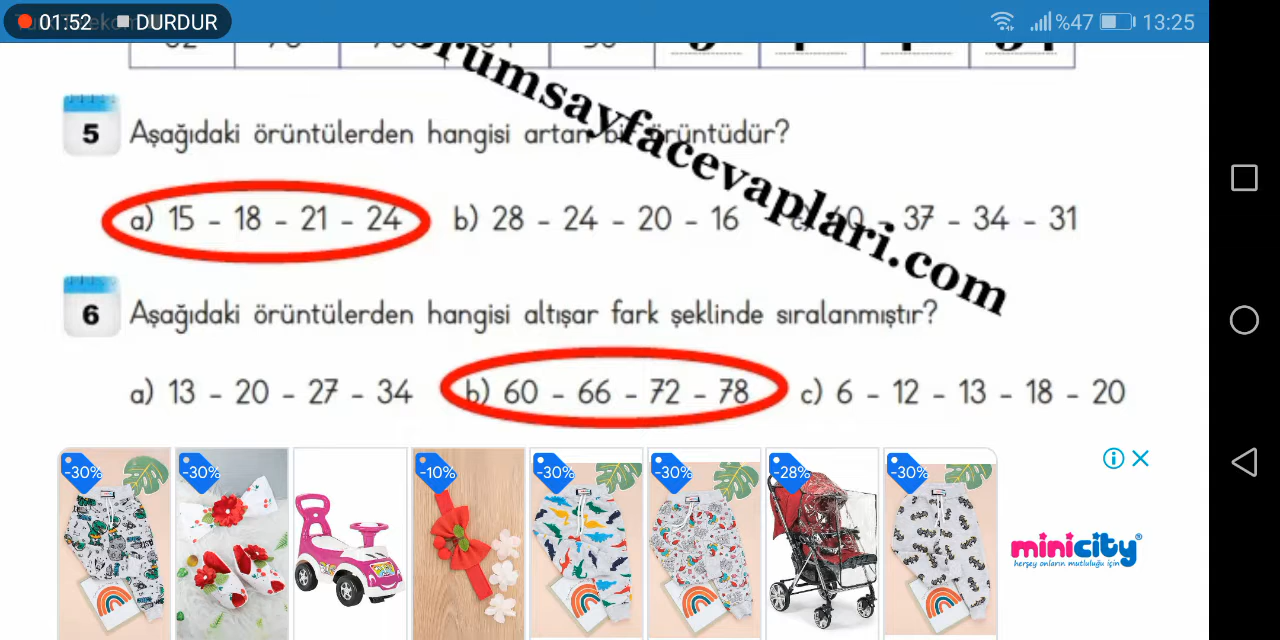 01:52 DURDUR %47 13:25
5 Aşağıdaki örüntülerden hangisi artan bir örüntüdür?
a) 15 - 18 - 21 - 24 b) 28 - 24 - 20 - 16 c) 40 - 37 - 34 - 31
orumsayfacevaplari.com
6 Aşağıdaki örüntülerden hangisi altışar fark şeklinde sıralanmıştır?
a) 13 - 20 - 27 - 34 b) 60 - 66 - 72 - 78 c) 6 - 12 - 13 - 18 - 20
-30% -30% -10% -30% -30% -28% -30%
minicity®
herşey onların mutluluğu için